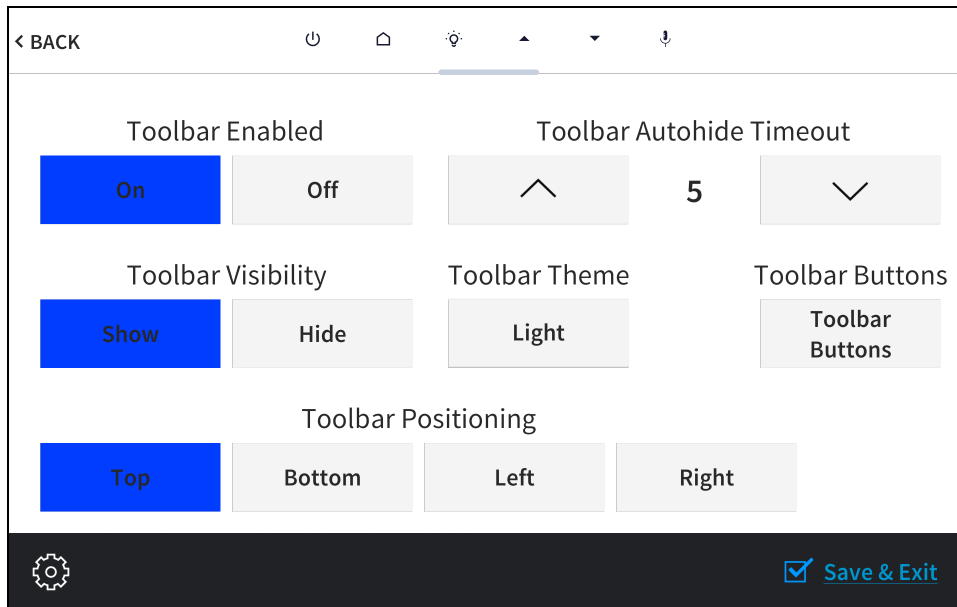 BACK
Toolbar Enabled
Toolbar Autohide Timeout
On
Off
5
Toolbar Visibility
Toolbar Theme
Toolbar Buttons
Show
Hide
Light
Toolbar
Buttons
Toolbar Positioning
Top
Bottom
Left
Right
Save & Exit